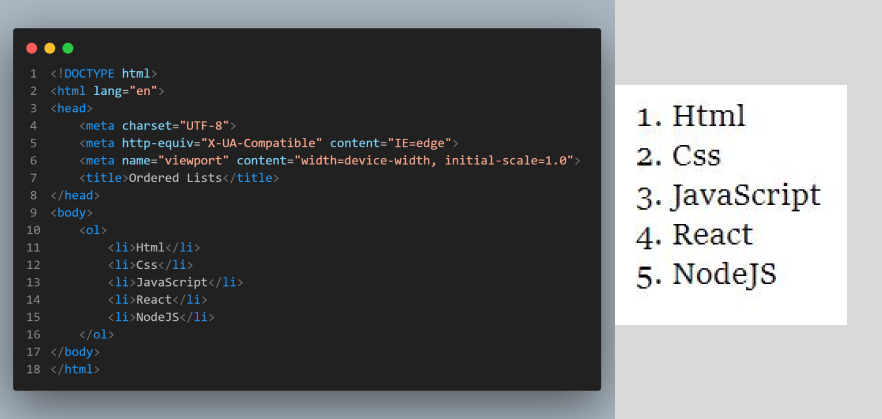 1 <!DOCTYPE html>
2 <html lang="en">
3 <head>
4     <meta charset="UTF-8">
5     <meta http-equiv="X-UA-Compatible" content="IE=edge">
6     <meta name="viewport" content="width=device-width, initial-scale=1.0">
7     <title>Ordered Lists</title>
8 </head>
9 <body>
10     <ol>
11         <li>Html</li>
12         <li>Css</li>
13         <li>JavaScript</li>
14         <li>React</li>
15         <li>NodeJS</li>
16     </ol>
17 </body>
18 </html>
1. Html
2. Css
3. JavaScript
4. React
5. NodeJS